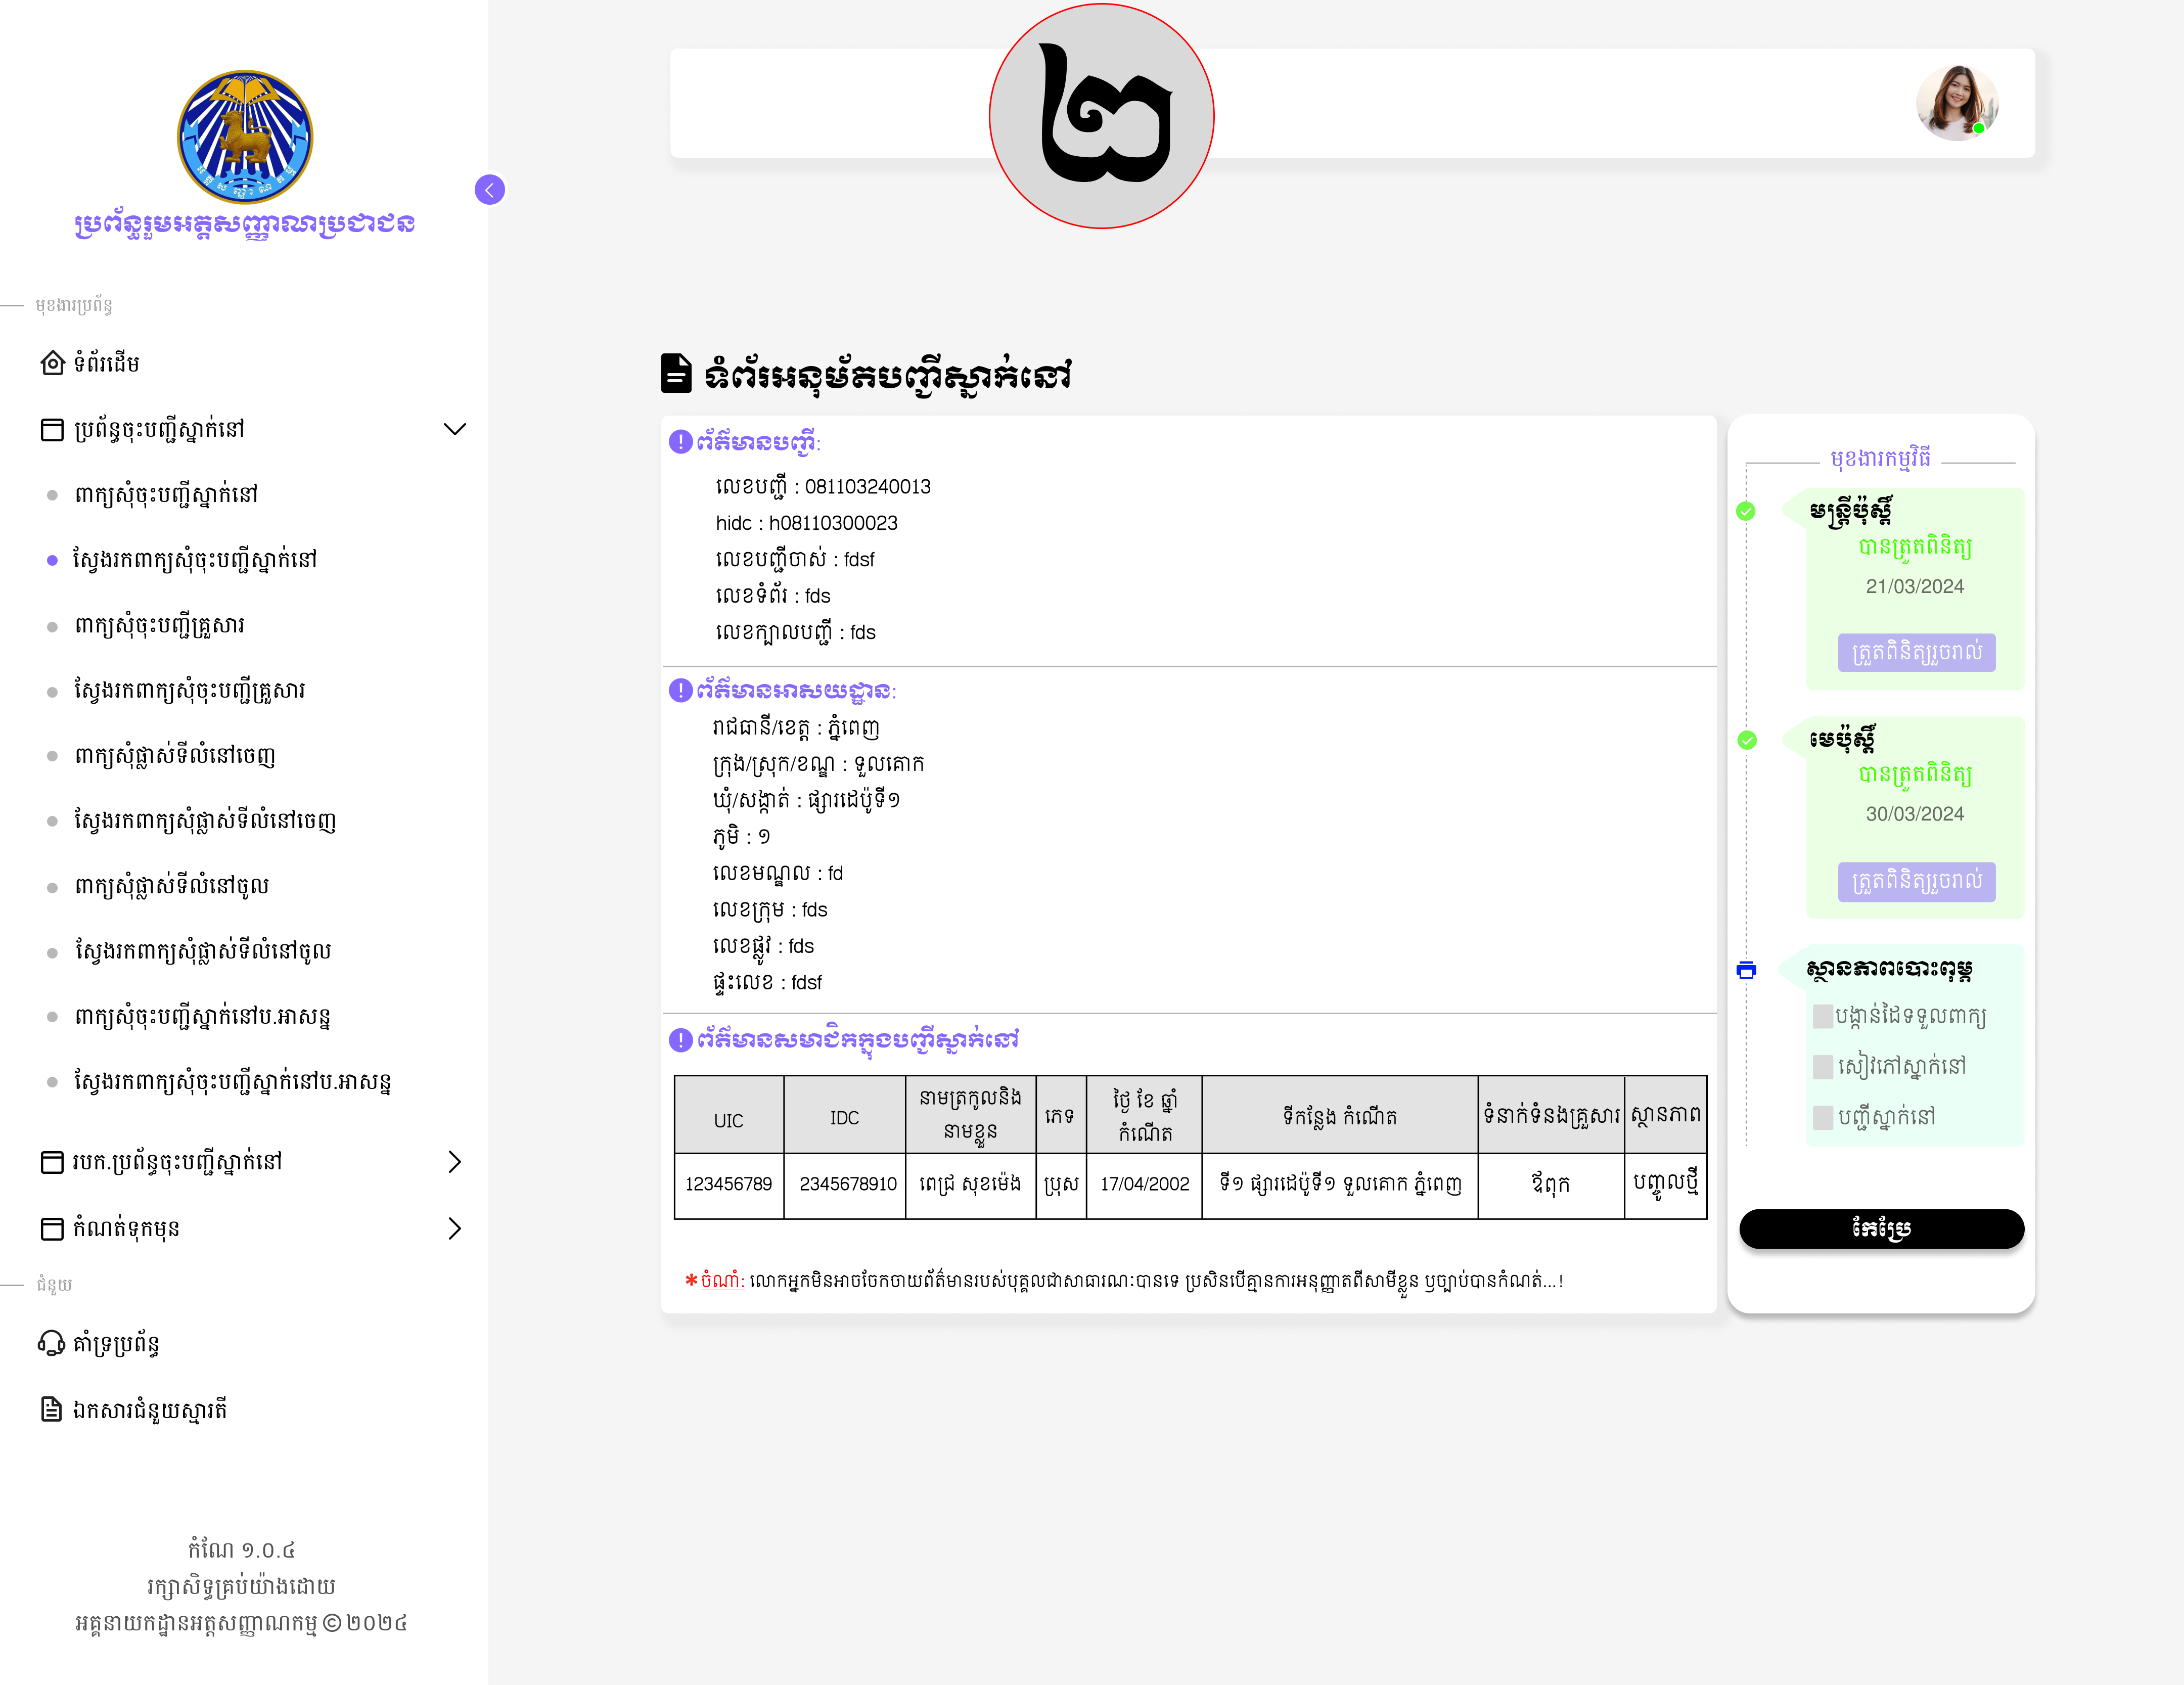 ២
ប្រព័ន្ធរួមអត្តសញ្ញាណប្រជាជន
មុខងារប្រព័ន្ធ
ទំព័រដើម
ប្រព័ន្ធចុះបញ្ជីស្នាក់នៅ
ពាក្យសុំចុះបញ្ជីស្នាក់នៅ
ស្វែងរកពាក្យសុំចុះបញ្ជីស្នាក់នៅ
ពាក្យសុំចុះបញ្ជីគ្រួសារ
ស្វែងរកពាក្យសុំចុះបញ្ជីគ្រួសារ
ពាក្យសុំផ្លាស់ទីលំនៅចេញ
ស្វែងរកពាក្យសុំផ្លាស់ទីលំនៅចេញ
ពាក្យសុំផ្លាស់ទីលំនៅចូល
ស្វែងរកពាក្យសុំផ្លាស់ទីលំនៅចូល
ពាក្យសុំចុះបញ្ជីស្នាក់នៅប.អាសន្ន
ស្វែងរកពាក្យសុំចុះបញ្ជីស្នាក់នៅប.អាសន្ន
របក.ប្រព័ន្ធចុះបញ្ជីស្នាក់នៅ
កំណត់ទុកមុន
ជំនួយ
គាំទ្រប្រព័ន្ធ
ឯកសារជំនួយស្មារតី
កំណែ ១.០.៤
រក្សាសិទ្ធគ្រប់យ៉ាងដោយ
អគ្គនាយកដ្ឋានអត្តសញ្ញាណកម្ម © ២០២៤
ទំព័រអនុម័តបញ្ជីស្នាក់នៅ
ព័ត៌មានបញ្ជី:
លេខបញ្ជី : 081103240013
hidc : h08110300023
លេខបញ្ជីចាស់ : fdsf
លេខទំព័រ : fds
លេខក្បាលបញ្ជី : fds
ព័ត៌មានអាសយដ្ឋាន:
រាជធានី/ខេត្ត : ភ្នំពេញ
ក្រុង/ស្រុក/ខណ្ឌ : ទួលគោក
ឃុំ/សង្កាត់ : ផ្សារដេប៉ូទី១
ភូមិ : ១
លេខមណ្ឌល : fd
លេខក្រុម : fds
លេខផ្លូវ : fds
ផ្ទះលេខ : fdsf
ព័ត៌មានសមាជិកក្នុងបញ្ជីស្នាក់នៅ
UIC IDC នាមត្រកូលនិង នាមខ្លួន ភេទ ថ្ងៃ ខែ ឆ្នាំ កំណើត ទីកន្លែង កំណើត ទំនាក់ទំនងគ្រួសារ ស្ថានភាព
123456789 2345678910 ពេជ្រ សុខម៉េង ប្រុស 17/04/2002 ទី១ ផ្សារដេប៉ូទី១ ទួលគោក ភ្នំពេញ ឪពុក បញ្ចូលថ្មី
*ចំណាំ: លោកអ្នកមិនអាចចែកចាយព័ត៌មានរបស់បុគ្គលជាសាធារណៈបានទេ ប្រសិនបើគ្មានការអនុញ្ញាតពីសាមីខ្លួន ឫច្បាប់បានកំណត់...!
មុខងារកម្មវិធី
មន្ត្រីប៉ុស្តិ៍
បានត្រួតពិនិត្យ
21/03/2024
ត្រួតពិនិត្យរួចរាល់
មេប៉ុស្តិ៍
បានត្រួតពិនិត្យ
30/03/2024
ត្រួតពិនិត្យរួចរាល់
ស្ថានភាពបោះពុម្ព
បង្កាន់ដៃទទួលពាក្យ
សៀវភៅស្នាក់នៅ
បញ្ជីស្នាក់នៅ
កែប្រែ